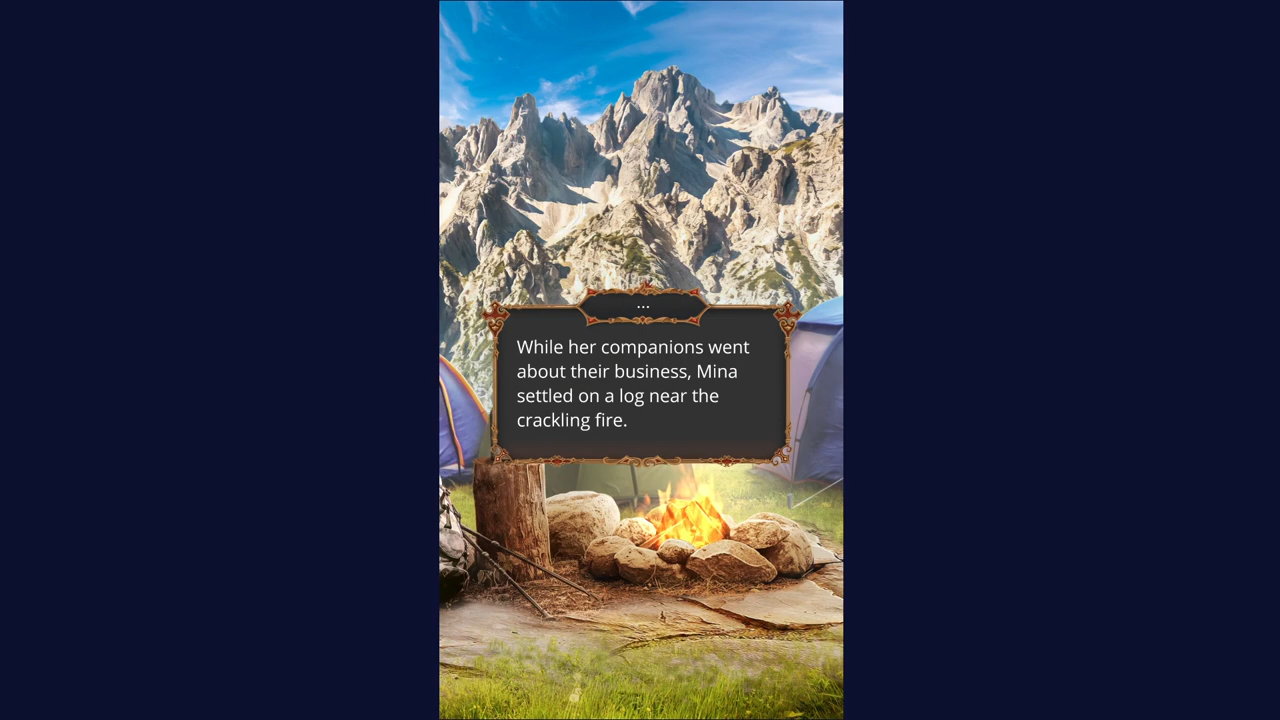 ...
While her companions went
about their business, Mina
settled on a log near the
crackling fire.